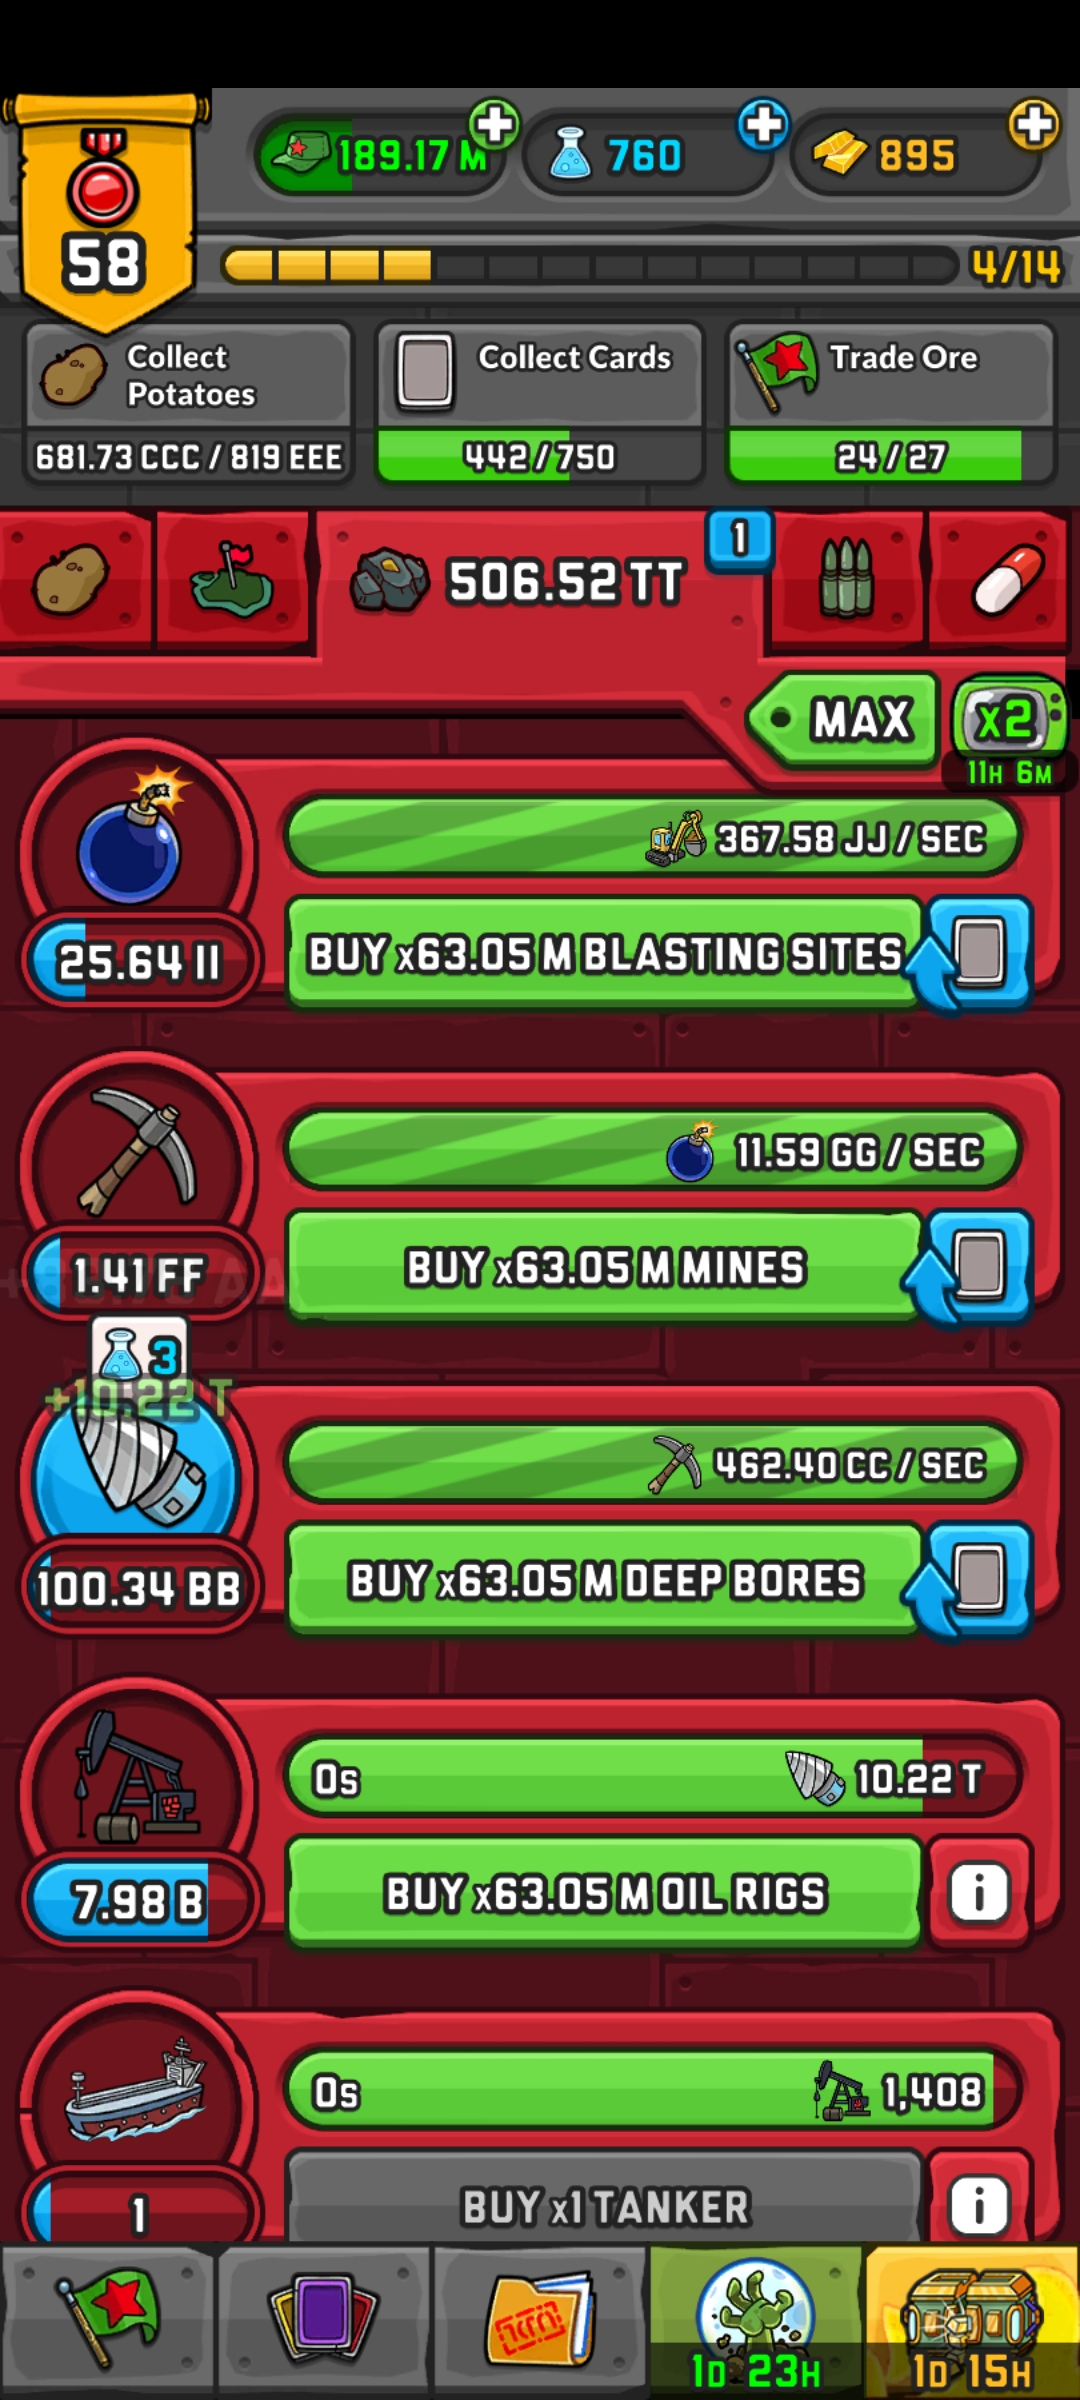 58
189.17 M
760
895
4/14
Collect
Potatoes
681.73 CCC / 819 EEE
Collect Cards
442/750
Trade Ore
24/27
506.52 TT
1
MAX
x2
11H 6M
367.58 JJ / SEC
BUY x63.05 M BLASTING SITES
25.64 II
11.59 GG / SEC
BUY x63.05 M MINES
1.41 FF
3
+10.22 T
462.40 CC / SEC
BUY x63.05 M DEEP BORES
100.34 BB
0s
10.22 T
BUY x63.05 M OIL RIGS
i
7.98 B
0s
1,408
BUY x1 TANKER
i
1
1D 23H
1D 15H